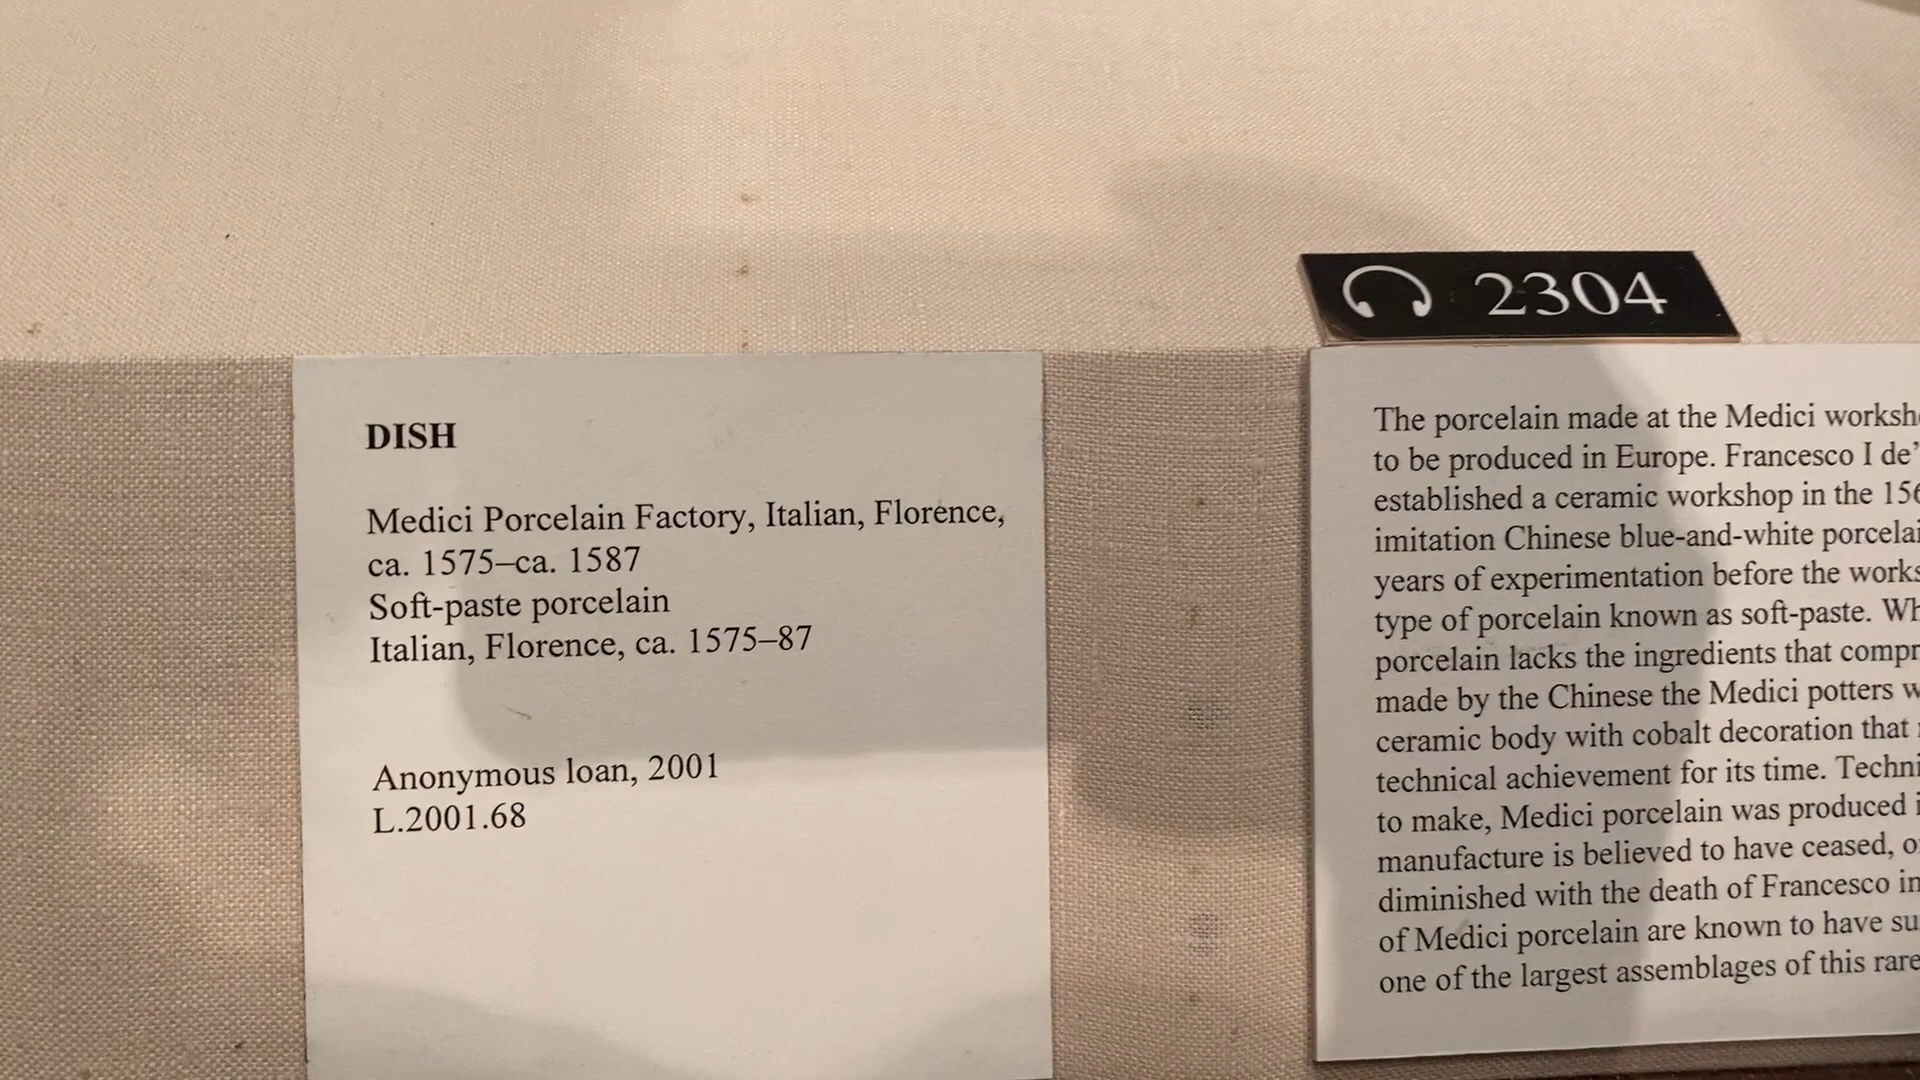 DISH
Medici Porcelain Factory, Italian, Florence,
ca. 1575–ca. 1587
Soft-paste porcelain
Italian, Florence, ca. 1575–87
Anonymous loan, 2001
L.2001.68
2304
The porcelain made at the Medici
to be produced in Europe. Francesco I de'
established a ceramic workshop in the
imitation Chinese blue-and-white
years of experimentation before the
type of porcelain known as soft-paste.
porcelain lacks the ingredients that
made by the Chinese the Medici potters
ceramic body with cobalt decoration that
technical achievement for its time.
to make, Medici porcelain was produced
manufacture is believed to have ceased,
diminished with the death of Francesco in
of Medici porcelain are known to have
one of the largest assemblages of this rare